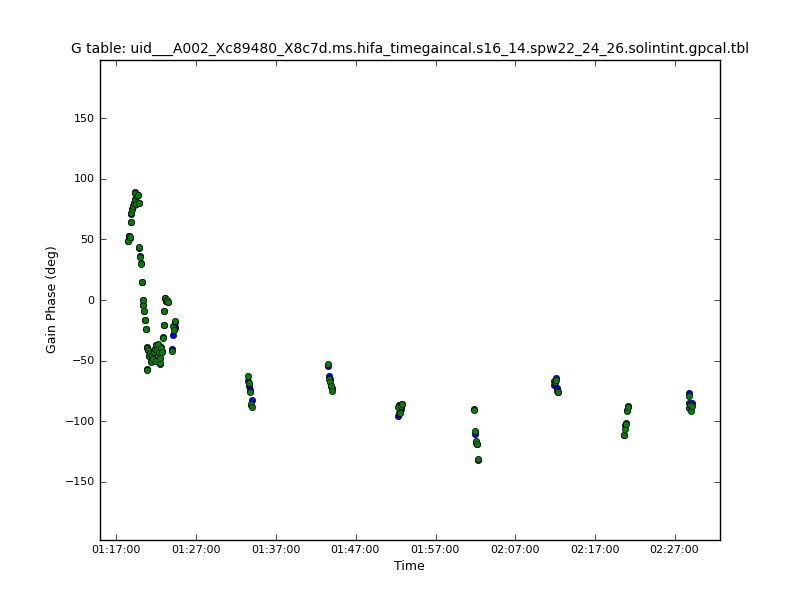 G table: uid___A002_Xc89480_X8c7d.ms.hifa_timegaincal.s16_14.spw22_24_26.solintint.gpcal.tbl
150
100
50
0
−50
−100
−150
Gain Phase (deg)
01:17:00 01:27:00 01:37:00 01:47:00 01:57:00 02:07:00 02:17:00 02:27:00
Time